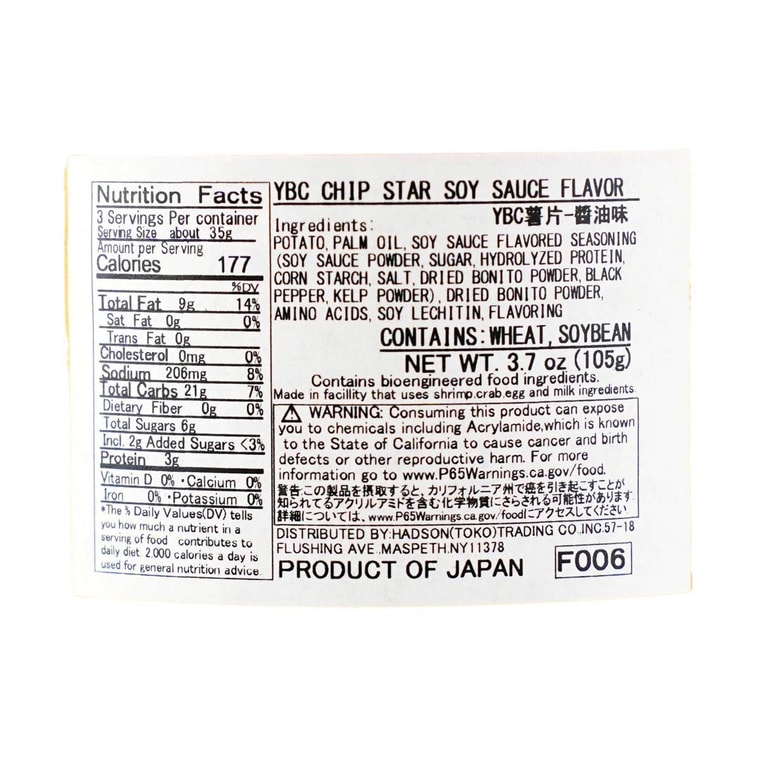 Nutrition Facts
3 Servings Per container
Serving Size about 35g
Amount per Serving
Calories 177
%DV
Total Fat 9g 14%
Sat Fat 0g 0%
Trans Fat 0g
Cholesterol 0mg 0%
Sodium 206mg 8%
Total Carbs 21g 7%
Dietary Fiber 0g 0%
Total Sugars 6g
Incl. 2g Added Sugars <3%
Protein 3g
Vitamin D 0% ・Calcium 0%
Iron 0% ・Potassium 0%
*The % Daily Values(DV) tells
you how much a nutrient in a
serving of food contributes to
daily diet. 2,000 calories a day is
used for general nutrition advice.
YBC CHIP STAR SOY SAUCE FLAVOR
YBC薯片-醬油味
Ingredients:
POTATO, PALM OIL, SOY SAUCE FLAVORED SEASONING
(SOY SAUCE POWDER, SUGAR, HYDROLYZED PROTEIN,
CORN STARCH, SALT, DRIED BONITO POWDER, BLACK
PEPPER, KELP POWDER), DRIED BONITO POWDER,
AMINO ACIDS, SOY LECHITIN, FLAVORING
CONTAINS: WHEAT, SOYBEAN
NET WT. 3.7 oz (105g)
Contains bioengineered food ingredients.
Made in facillity that uses shrimp,crab,egg and milk ingredients.
⚠ WARNING: Consuming this product can expose
you to chemicals including Acrylamide,which is known
to the State of California to cause cancer and birth
defects or other reproductive harm. For more
information go to www.P65Warnings.ca.gov/food.
警告:この製品を摂取すると、カリフォルニア州で癌を引き起こすことが
知られてるアクリルアミドを含む化学物質にさらされる可能性があります.
詳細については、www.P65Warnings.ca.gov/foodにアクセスしてください
DISTRIBUTED BY:HADSON(TOKO)TRADING CO.,INC.57-18
FLUSHING AVE.,MASPETH,NY11378
PRODUCT OF JAPAN
F006